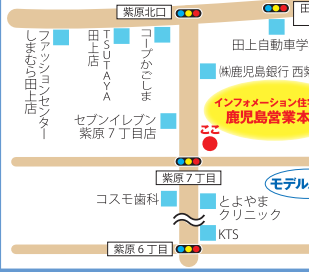 紫原北口
田
ファッションセンター
しまむら田上店
TSUTAYA
田上店
コープかごしま
田上自動車学
㈱鹿児島銀行 西紫
インフォメーション住宅
鹿児島営業本
セブンイレブン
紫原7丁目店
ここ
紫原7丁目
モデル
コスモ歯科
とよやま
クリニック
KTS
紫原6丁目